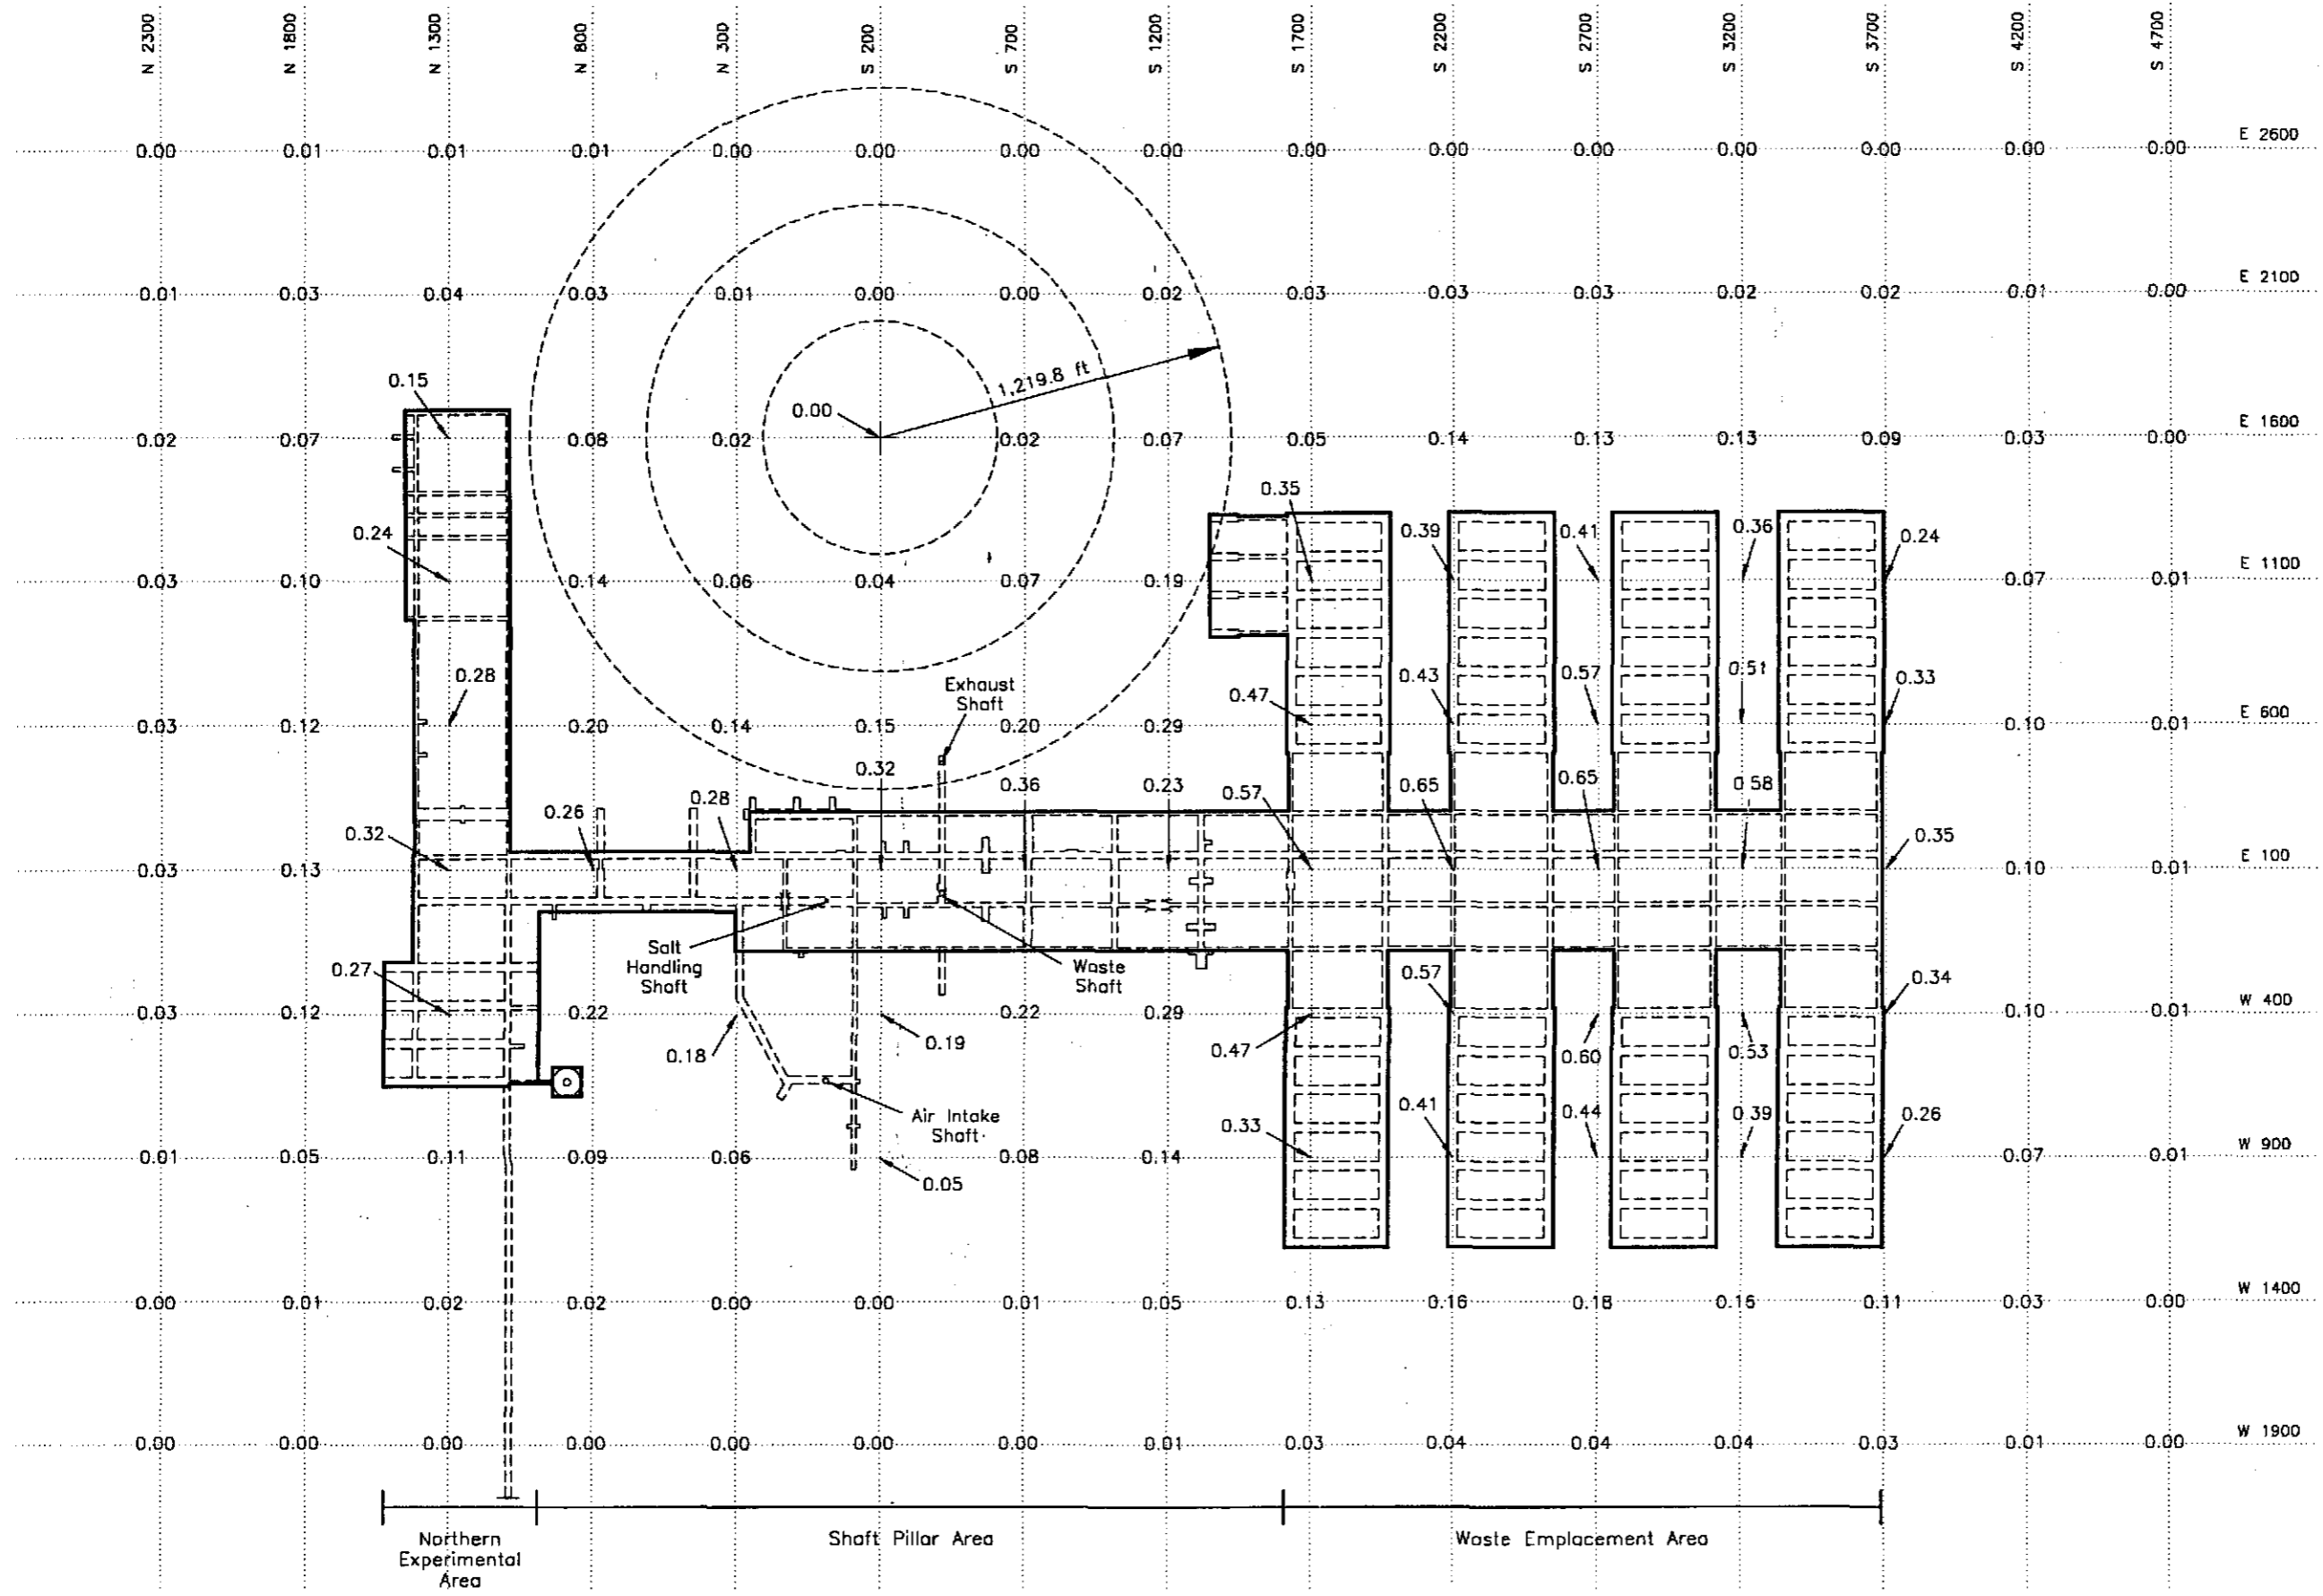 N 2300
N 1800
N 1300
N 800
N 300
S 200
S 700
S 1200
S 1700
S 2200
S 2700
S 3200
S 3700
S 4200
S 4700
0.00 0.01 0.01 0.01 0.00 0.00 0.00 0.00 0.00 0.00 0.00 0.00 0.00 0.00 0.00 E 2600
0.01 0.03 0.04 0.03 0.01 0.00 0.00 0.02 0.03 0.03 0.03 0.02 0.02 0.01 0.00 E 2100
1,219.8 ft
0.15
0.00
0.02 0.07 0.08 0.02 0.02 0.07 0.05 0.14 0.13 0.13 0.09 0.03 0.00 E 1600
0.35
0.24 0.39 0.41 0.36 0.24
0.03 0.10 0.14 0.06 0.04 0.07 0.19 0.07 0.01 E 1100
0.28 0.47 0.43 0.57 0.51 0.33
Exhaust
Shaft
0.03 0.12 0.20 0.14 0.15 0.20 0.29 0.10 0.01 E 600
0.32 0.26 0.28 0.32 0.36 0.23 0.57 0.65 0.65 0.58 0.35
0.03 0.13 0.10 0.01 E 100
Salt
Handling
Shaft
Waste
Shaft
0.27 0.57 0.34
0.03 0.12 0.22 0.22 0.29 0.10 0.01 W 400
0.18 0.19 0.47 0.60 0.53
Air Intake
Shaft
0.33 0.41 0.44 0.39 0.26
0.01 0.05 0.11 0.09 0.06 0.08 0.14 0.07 0.01 W 900
0.05
0.00 0.01 0.02 0.02 0.00 0.00 0.01 0.05 0.13 0.16 0.18 0.15 0.11 0.03 0.00 W 1400
0.00 0.00 0.00 0.00 0.00 0.00 0.00 0.01 0.03 0.04 0.04 0.04 0.03 0.01 0.00 W 1900
Northern
Experimental
Area
Shaft Pillar Area
Waste Emplacement Area